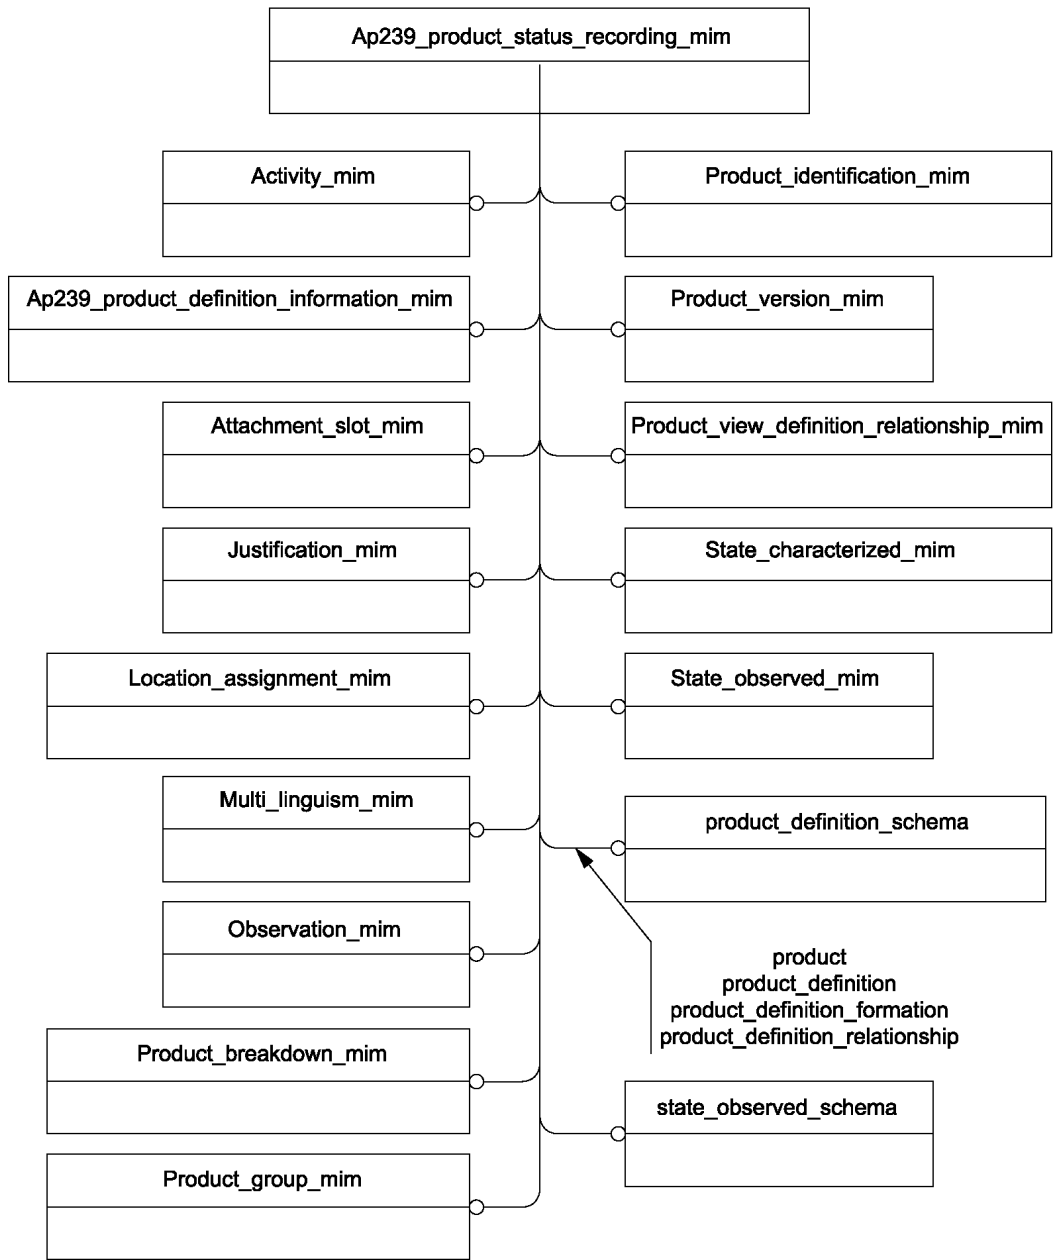 Ap239_product_status_recording_mim
Activity_mim
Product_identification_mim
Ap239_product_definition_information_mim
Product_version_mim
Attachment_slot_mim
Product_view_definition_relationship_mim
Justification_mim
State_characterized_mim
Location_assignment_mim
State_observed_mim
Multi_linguism_mim
product_definition_schema
Observation_mim
product
product_definition
product_definition_formation
product_definition_relationship
Product_breakdown_mim
state_observed_schema
Product_group_mim